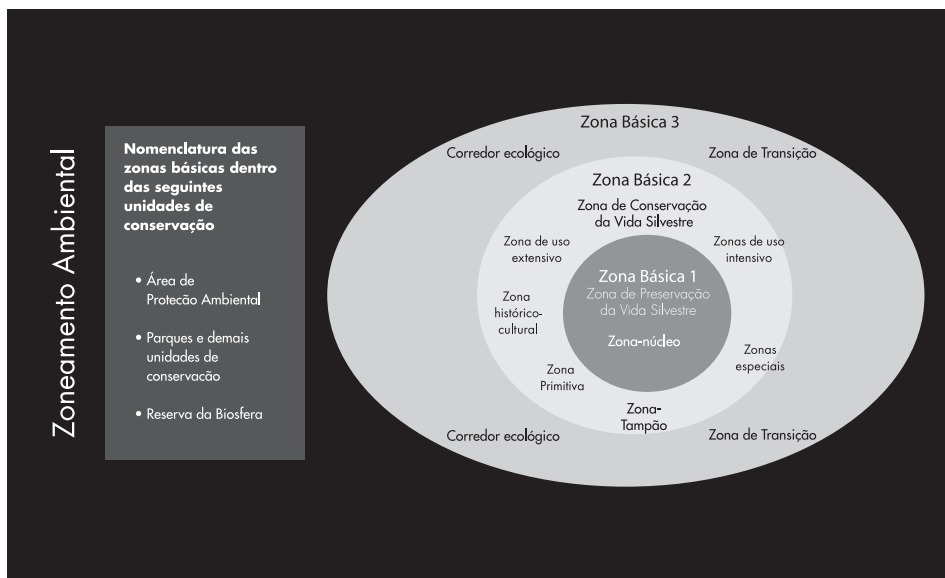 Zoneamento Ambiental
Nomenclatura das
zonas básicas dentro
das seguintes
unidades de
conservação
• Área de
Protecão Ambiental
• Parques e demais
unidades de
conservacão
• Reserva da Biosfera
Zona Básica 3
Corredor ecológico
Zona de Transição
Zona Básica 2
Zona de Conservação
da Vida Silvestre
Zona de uso
extensivo
Zonas de uso
intensivo
Zona Básica 1
Zona de Preservação
da Vida Silvestre
Zona-núcleo
Zona
histórico-
cultural
Zonas
especiais
Zona
Primitiva
Zona-
Tampão
Corredor ecológico
Zona de Transição